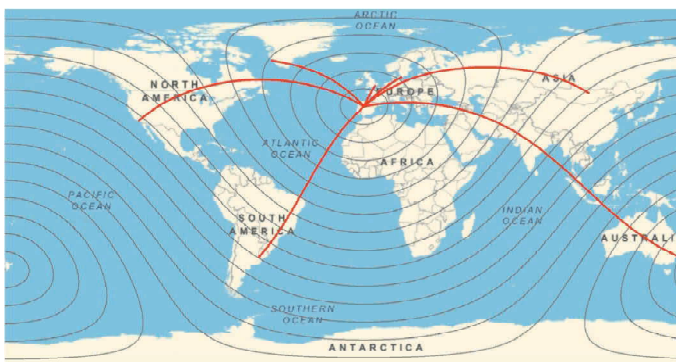 ARCTIC
OCEAN
NORTH
AMERICA
EUROPE
ASIA
ATLANTIC
OCEAN
AFRICA
PACIFIC
OCEAN
SOUTH
AMERICA
INDIAN
OCEAN
AUSTRALI
SOUTHERN
OCEAN
ANTARCTICA